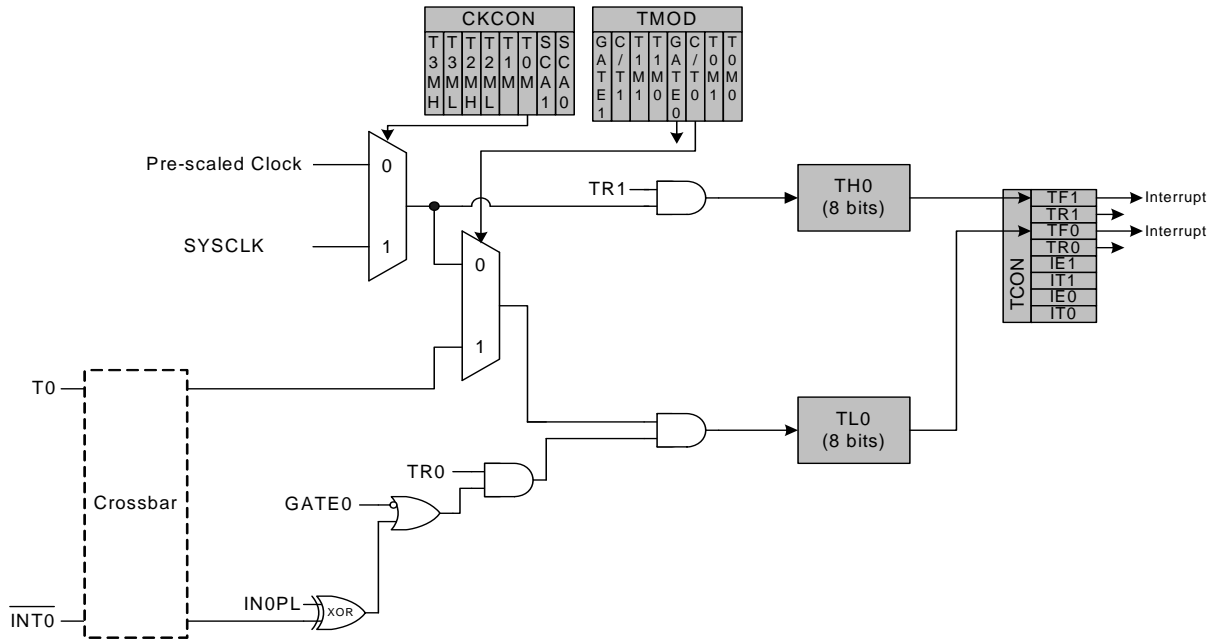 CKCON
T3MH
T3ML
T2MH
T2ML
T1M
T0M
SCA1
SCA0
TMOD
GATE1
C/T1
T1M1
T1M0
GATE0
C/T0
T0M1
T0M0
Pre-scaled Clock
0
SYSCLK
1
0
1
TR1
TH0
(8 bits)
TCON
TF1
TR1
TF0
TR0
IE1
IT1
IE0
IT0
Interrupt
Interrupt
T0
Crossbar
TL0
(8 bits)
TR0
GATE0
IN0PL
XOR
INT0